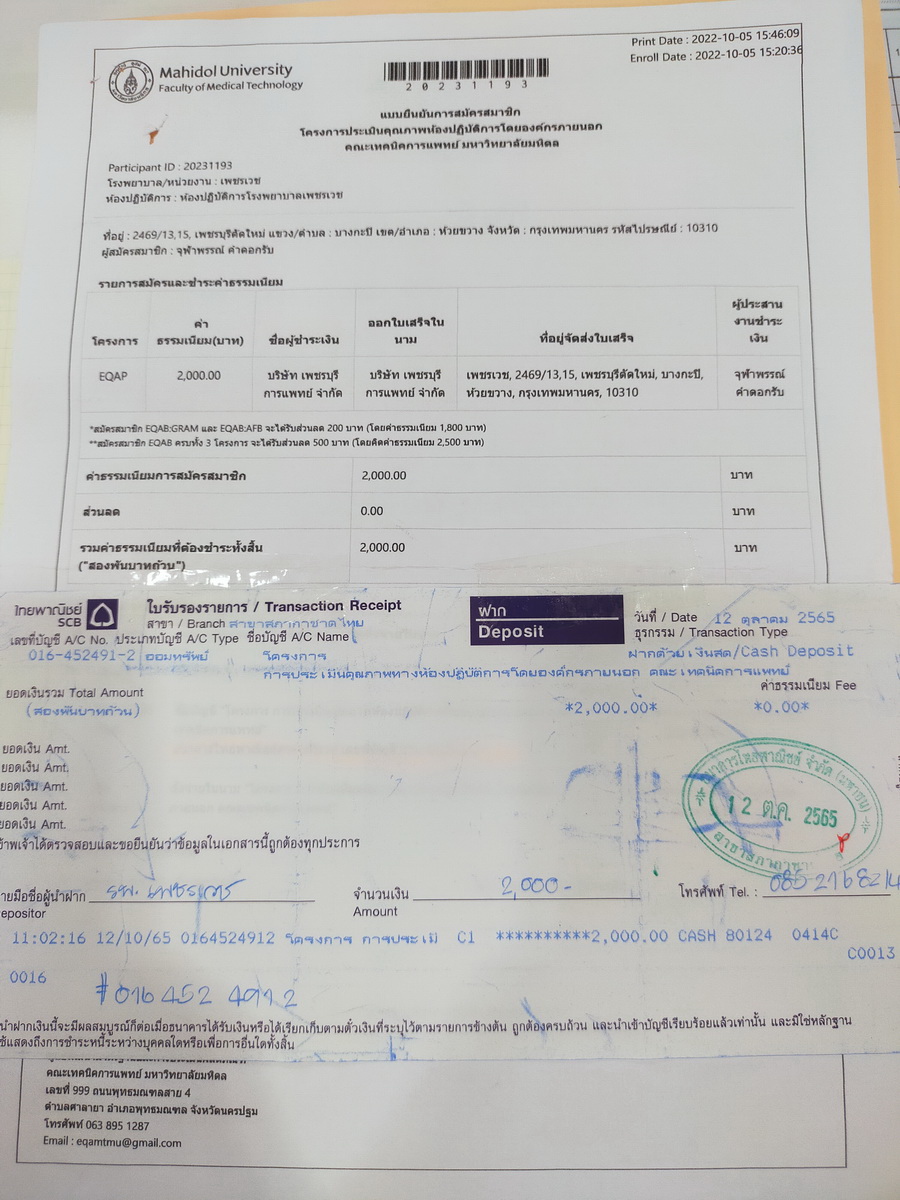 Print Date : 2022-10-05 15:46:09
Enroll Date : 2022-10-05 15:20:36
Mahidol University
Faculty of Medical Technology
20231193
แบบยืนยันการสมัครสมาชิก
โครงการประเมินคุณภาพห้องปฏิบัติการโดยองค์กรภายนอก
คณะเทคนิคการแพทย์ มหาวิทยาลัยมหิดล
Participant ID : 20231193
โรงพยาบาล/หน่วยงาน : เพชรเวช
ห้องปฏิบัติการ : ห้องปฏิบัติการโรงพยาบาลเพชรเวช
ที่อยู่ : 2469/13,15, เพชรบุรีตัดใหม่ แขวง/ตำบล : บางกะปิ เขต/อำเภอ : ห้วยขวาง จังหวัด : กรุงเทพมหานคร รหัสไปรษณีย์ : 10310
ผู้สมัครสมาชิก : จุฬาพรรณ์ คำดอกรับ
รายการสมัครและชำระค่าธรรมเนียม
โครงการ ค่าธรรมเนียม(บาท) ชื่อผู้ชำระเงิน ออกใบเสร็จในนาม ที่อยู่จัดส่งใบเสร็จ ผู้ประสานงานชำระเงิน
EQAP 2,000.00 บริษัท เพชรบุรี บริษัท เพชรบุรี เพชรเวช, 2469/13,15, เพชรบุรีตัดใหม่, บางกะปิ, จุฬาพรรณ์
การแพทย์ จำกัด การแพทย์ จำกัด ห้วยขวาง, กรุงเทพมหานคร, 10310 คำดอกรับ
*สมัครสมาชิก EQAB:GRAM และ EQAB:AFB จะได้รับส่วนลด 200 บาท (โดยค่าธรรมเนียม 1,800 บาท)
**สมัครสมาชิก EQAB ครบทั้ง 3 โครงการ จะได้รับส่วนลด 500 บาท (โดยคิดค่าธรรมเนียม 2,500 บาท)
ค่าธรรมเนียมการสมัครสมาชิก 2,000.00 บาท
ส่วนลด 0.00 บาท
รวมค่าธรรมเนียมที่ต้องชำระทั้งสิ้น 2,000.00 บาท
("สองพันบาทถ้วน")
ไทยพาณิชย์ SCB
ใบรับรองรายการ / Transaction Receipt
ฝาก
Deposit
วันที่ / Date 12 ตุลาคม 2565
สาขา / Branch สาขาสภากาชาดไทย
ธุรกรรม / Transaction Type
เลขที่บัญชี A/C No. ประเภทบัญชี A/C Type ชื่อบัญชี A/C Name
ฝากด้วยเงินสด/Cash Deposit
016-452491-2 ออมทรัพย์ โครงการ
การประเมินคุณภาพทางห้องปฏิบัติการโดยองค์กรภายนอก คณะเทคนิคการแพทย์
ยอดเงินรวม Total Amount ค่าธรรมเนียม Fee
(สองพันบาทถ้วน) *2,000.00* *0.00*
ยอดเงิน Amt.
ยอดเงิน Amt.
ยอดเงิน Amt.
ยอดเงิน Amt.
ยอดเงิน Amt.
12 ต.ค. 2565
ข้าพเจ้าได้ตรวจสอบและขอยืนยันว่าข้อมูลในเอกสารนี้ถูกต้องทุกประการ
ลายมือชื่อผู้นำฝาก รพ. เพชรเวช จำนวนเงิน 2,000- โทรศัพท์ Tel. : 085 2168214
epositor Amount
11:02:16 12/10/65 0164524912 โครงการ การประเมิ C1 **********2,000.00 CASH 80124 0414C
C0013
0016
#016 452 4912
นำฝากเงินนี้จะมีผลสมบูรณ์ก็ต่อเมื่อธนาคารได้รับเงินหรือได้เรียกเก็บตามตั๋วเงินที่ระบุไว้ตามรายการข้างต้น ถูกต้องครบถ้วน และนำเข้าบัญชีเรียบร้อยแล้วเท่านั้น และมิใช่หลักฐาน
ช้แสดงถึงการชำระหนี้ระหว่างบุคคลใดหรือเพื่อการอื่นใดทั้งสิ้น
คณะเทคนิคการแพทย์ มหาวิทยาลัยมหิดล
เลขที่ 999 ถนนพุทธมณฑลสาย 4
ตำบลศาลายา อำเภอพุทธมณฑล จังหวัดนครปฐม
โทรศัพท์ 063 895 1287
Email : eqamtmu@gmail.com